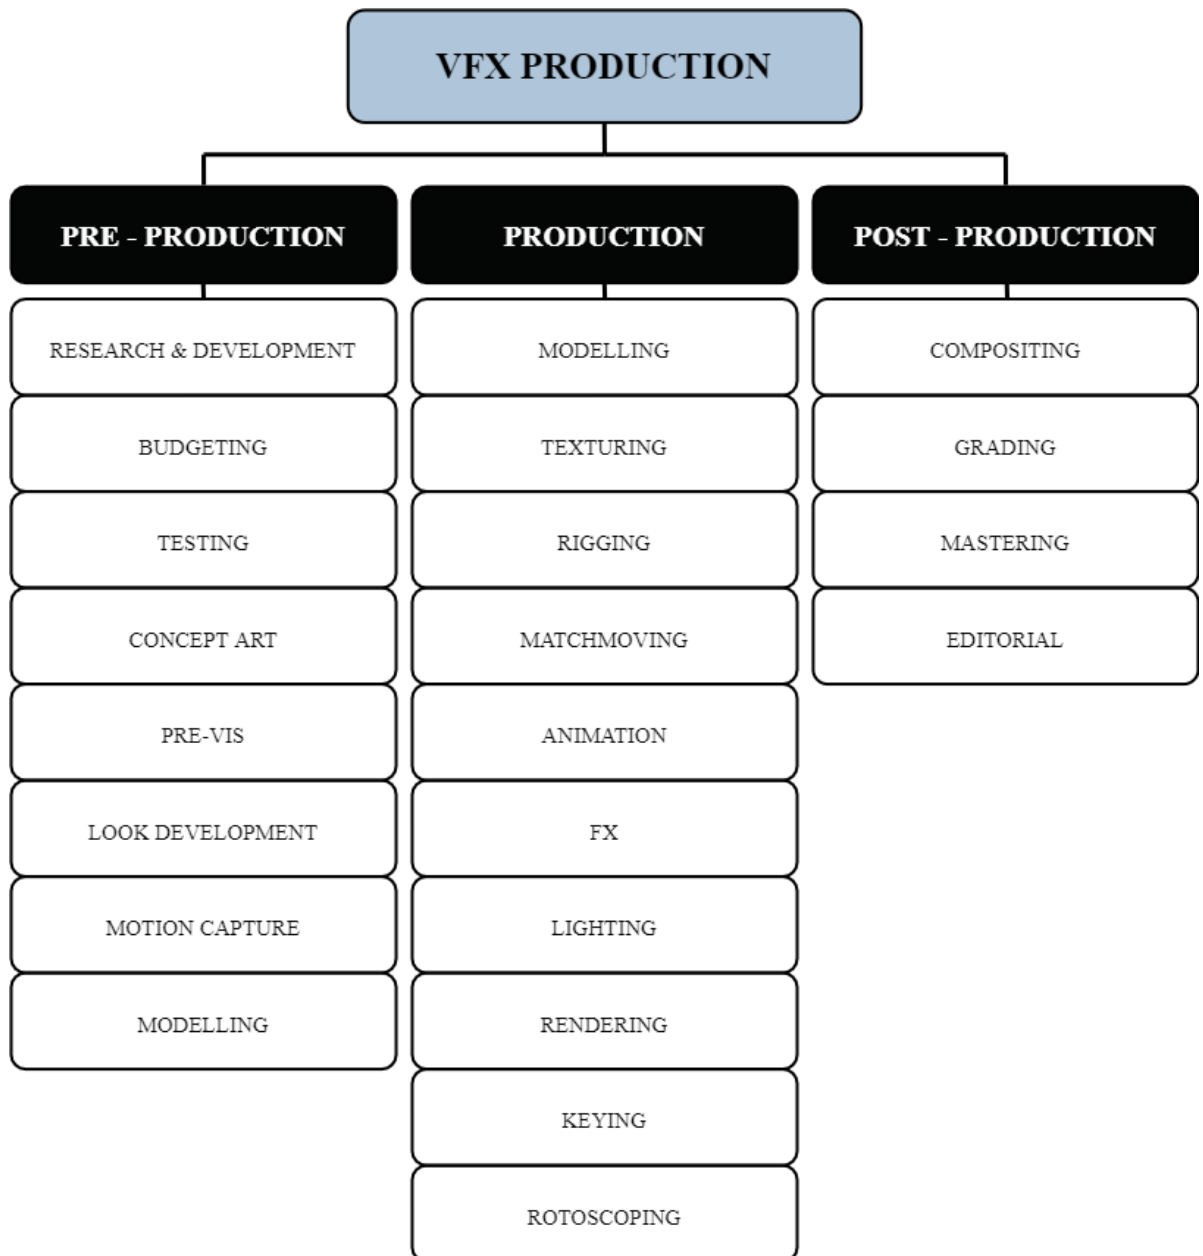 VFX PRODUCTION
PRE - PRODUCTION
RESEARCH & DEVELOPMENT
BUDGETING
TESTING
CONCEPT ART
PRE-VIS
LOOK DEVELOPMENT
MOTION CAPTURE
MODELLING
PRODUCTION
MODELLING
TEXTURING
RIGGING
MATCHMOVING
ANIMATION
FX
LIGHTING
RENDERING
KEYING
ROTOSCOPING
POST - PRODUCTION
COMPOSITING
GRADING
MASTERING
EDITORIAL